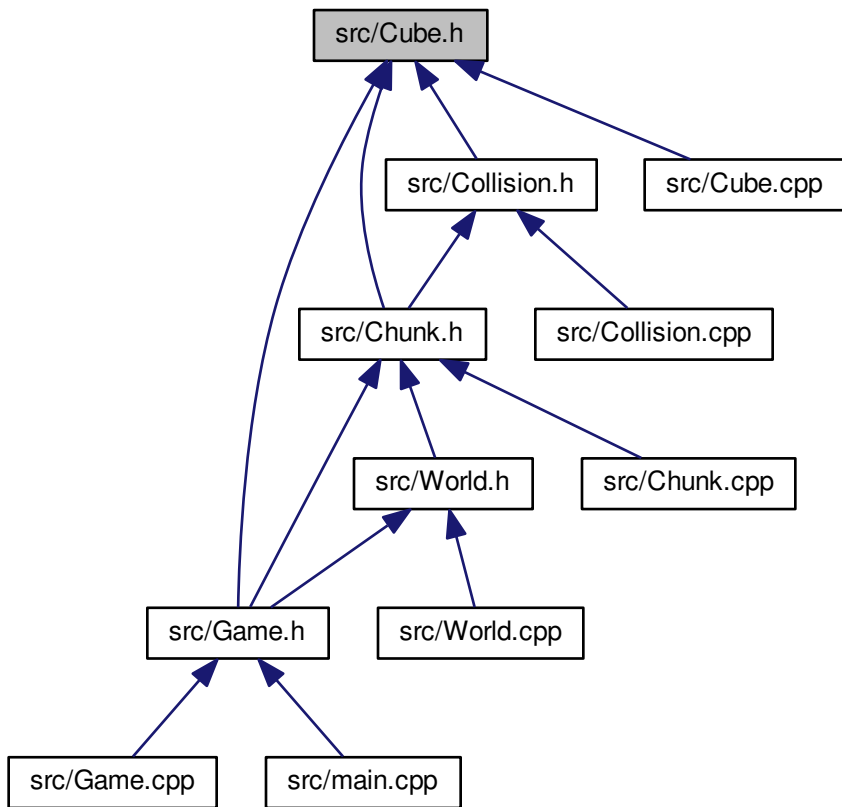 src/Cube.h
src/Collision.h
src/Cube.cpp
src/Chunk.h
src/Collision.cpp
src/World.h
src/Chunk.cpp
src/Game.h
src/World.cpp
src/Game.cpp
src/main.cpp